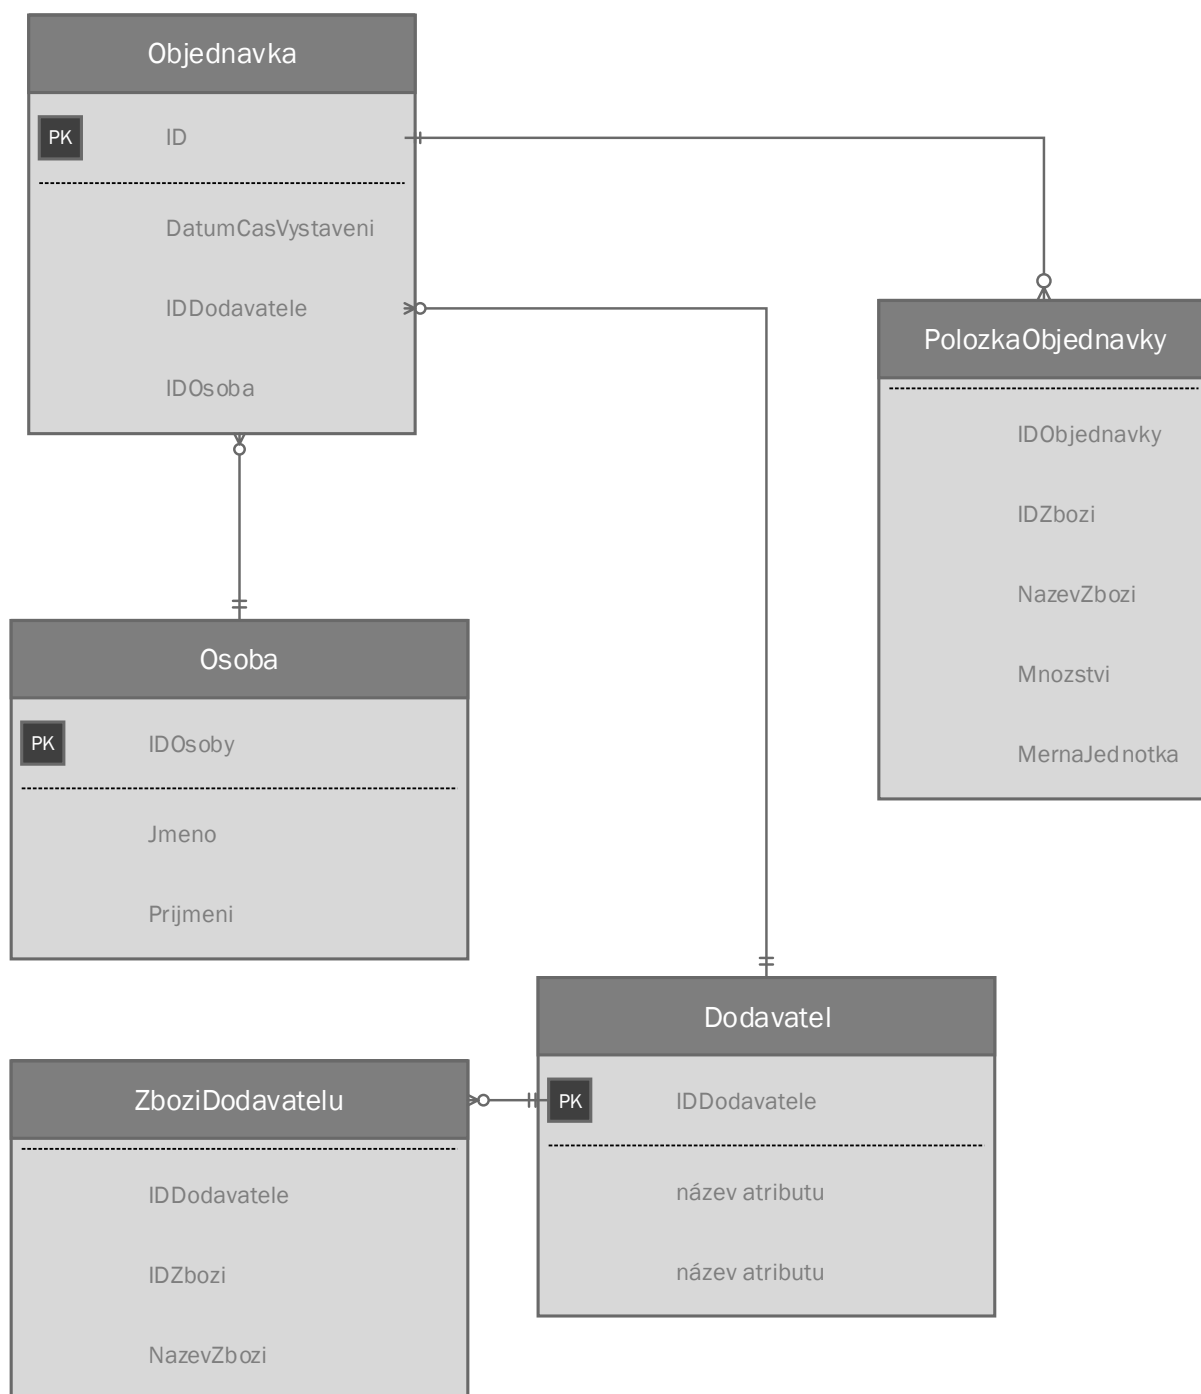 Objednavka
PK ID
DatumCasVystaveni
IDDodavatele
IDOsoba
PolozkaObjednavky
IDObjednavky
IDZbozi
NazevZbozi
Mnozstvi
MernaJednotka
Osoba
PK IDOsoby
Jmeno
Prijmeni
Dodavatel
PK IDDodavatele
název atributu
název atributu
ZboziDodavatelu
IDDodavatele
IDZbozi
NazevZbozi